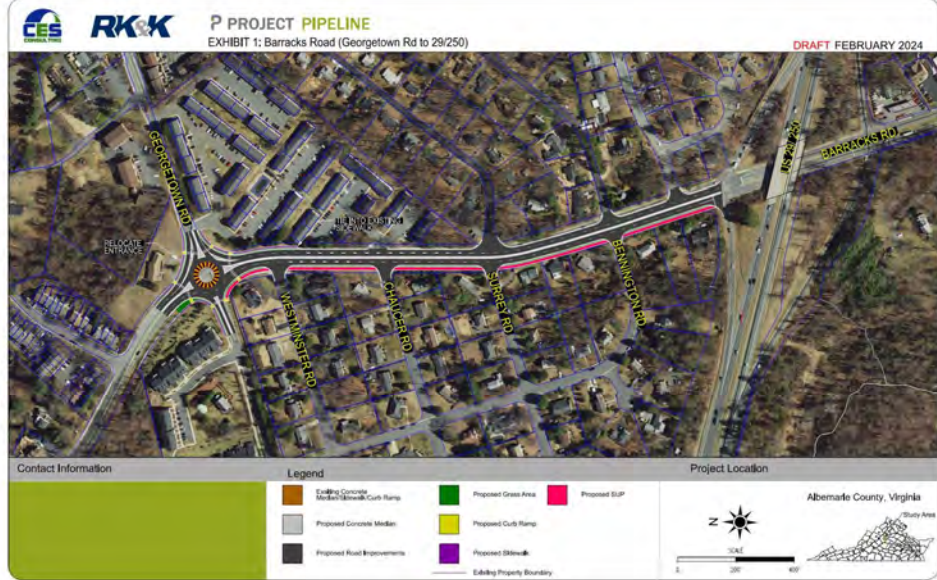 CES
CONSULTING
RK&K
P PROJECT PIPELINE
EXHIBIT 1: Barracks Road (Georgetown Rd to 29/250)
DRAFT FEBRUARY 2024
GEORGETOWN RD
US 29 / 250
BARRACKS RD
TIE INTO EXISTING
SIDEWALK
RELOCATE
ENTRANCE
WESTMINSTER RD
CHAUCER RD
SURREY RD
BENNINGTON RD
Contact Information
Legend
Existing Concrete
Median/Sidewalk/Curb Ramp
Proposed Concrete Median
Proposed Road Improvements
Proposed Grass Area
Proposed Curb Ramp
Proposed Sidewalk
Existing Property Boundary
Proposed SUP
Project Location
Albemarle County, Virginia
Study Area
N
SCALE
0
200'
400'